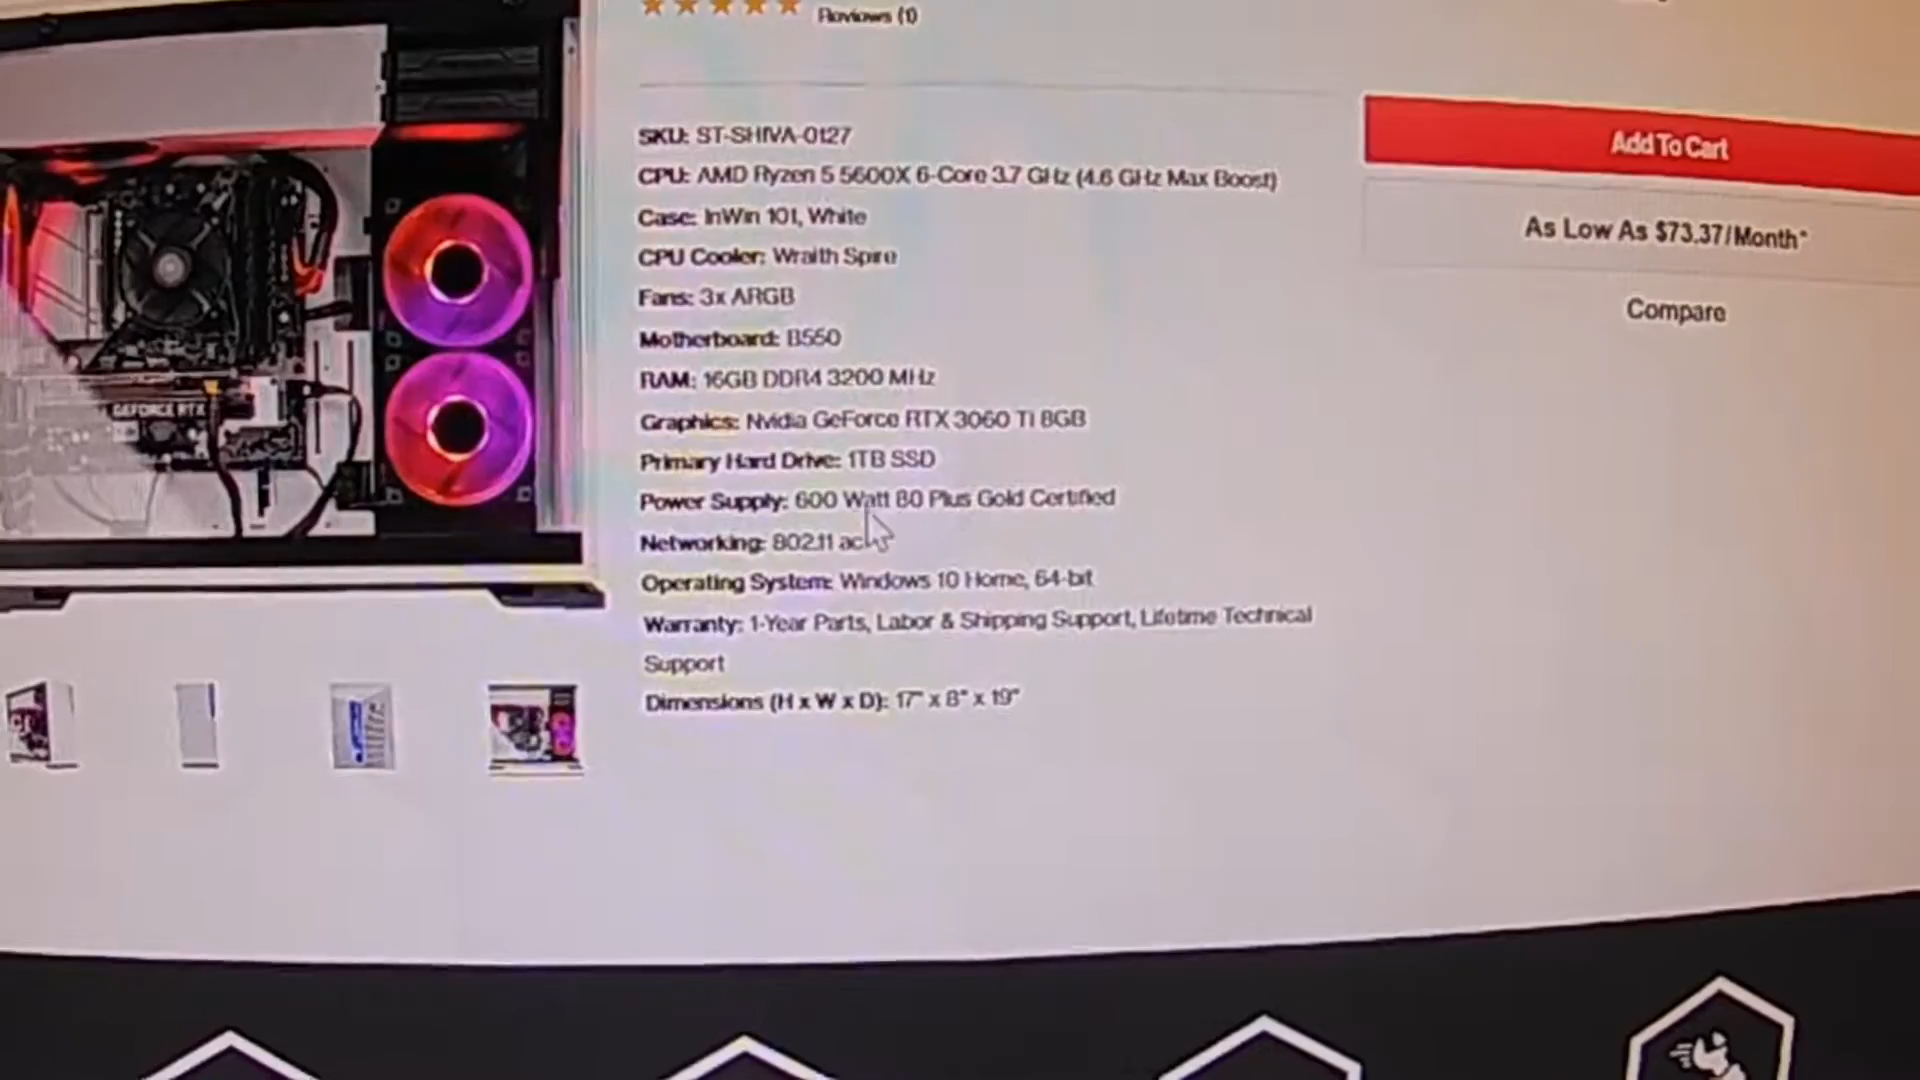 Reviews (1)
SKU: ST-SHIVA-0127
CPU: AMD Ryzen 5 5600X 6-Core 3.7 GHz (4.6 GHz Max Boost)
Case: InWin 101, White
CPU Cooler: Wraith Spire
Fans: 3x ARGB
Motherboard: B550
RAM: 16GB DDR4 3200 MHz
Graphics: Nvidia GeForce RTX 3060 Ti 8GB
Primary Hard Drive: 1TB SSD
Power Supply: 600 Watt 80 Plus Gold Certified
Networking: 802.11 ac
Operating System: Windows 10 Home, 64-bit
Warranty: 1-Year Parts, Labor & Shipping Support, Lifetime Technical
Support
Dimensions (H x W x D): 17" x 8" x 19"
Add To Cart
As Low As $73.37/Month*
Compare
GEFORCE RTX